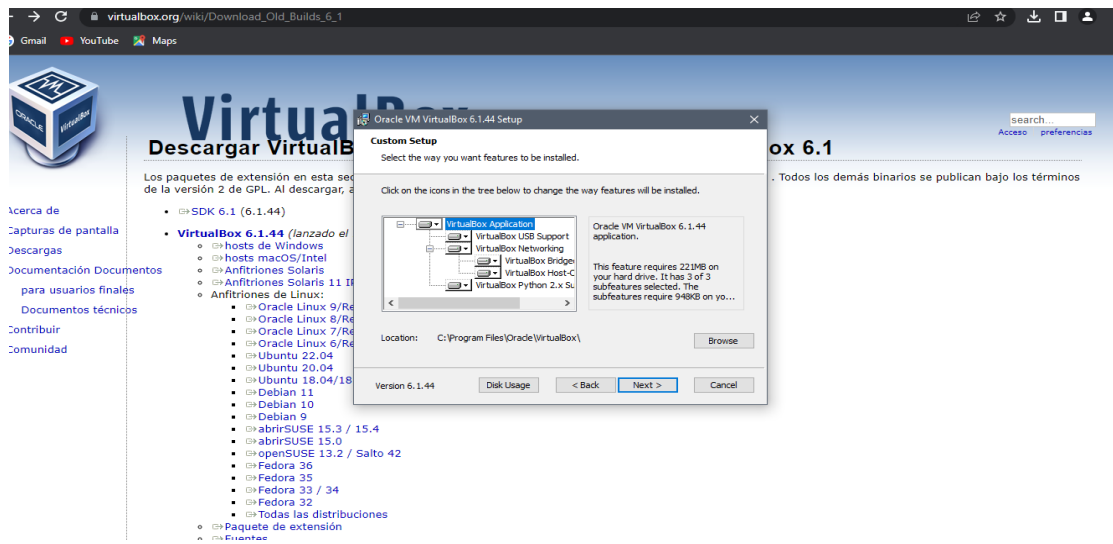 virtualbox.org/wiki/Download_Old_Builds_6_1
Gmail YouTube Maps
ORACLE VM VirtualBox
search...
Acceso preferencias
Descargar VirtualB ox 6.1
Los paquetes de extensión en esta sec . Todos los demás binarios se publican bajo los términos
de la versión 2 de GPL. Al descargar, a
Acerca de
Capturas de pantalla
Descargas
Documentación Documentos
para usuarios finales
Documentos técnicos
Contribuir
Comunidad
SDK 6.1 (6.1.44)
VirtualBox 6.1.44 (lanzado el
hosts de Windows
hosts macOS/Intel
Anfitriones Solaris
Anfitriones Solaris 11 IP
Anfitriones de Linux:
Oracle Linux 9/Re
Oracle Linux 8/Re
Oracle Linux 7/Re
Oracle Linux 6/Re
Ubuntu 22.04
Ubuntu 20.04
Ubuntu 18.04/18
Debian 11
Debian 10
Debian 9
abrirSUSE 15.3 / 15.4
abrirSUSE 15.0
openSUSE 13.2 / Salto 42
Fedora 36
Fedora 35
Fedora 33 / 34
Fedora 32
Todas las distribuciones
Paquete de extensión
Fuentes
Oracle VM VirtualBox 6.1.44 Setup
Custom Setup
Select the way you want features to be installed.
Click on the icons in the tree below to change the way features will be installed.
VirtualBox Application
VirtualBox USB Support
VirtualBox Networking
VirtualBox Bridge
VirtualBox Host-O
VirtualBox Python 2.x Su
Oracle VM VirtualBox 6.1.44
application.
This feature requires 221MB on
your hard drive. It has 3 of 3
subfeatures selected. The
subfeatures require 948KB on yo...
Location: C:\Program Files\Oracle\VirtualBox\
Browse
Version 6.1.44 Disk Usage < Back Next > Cancel